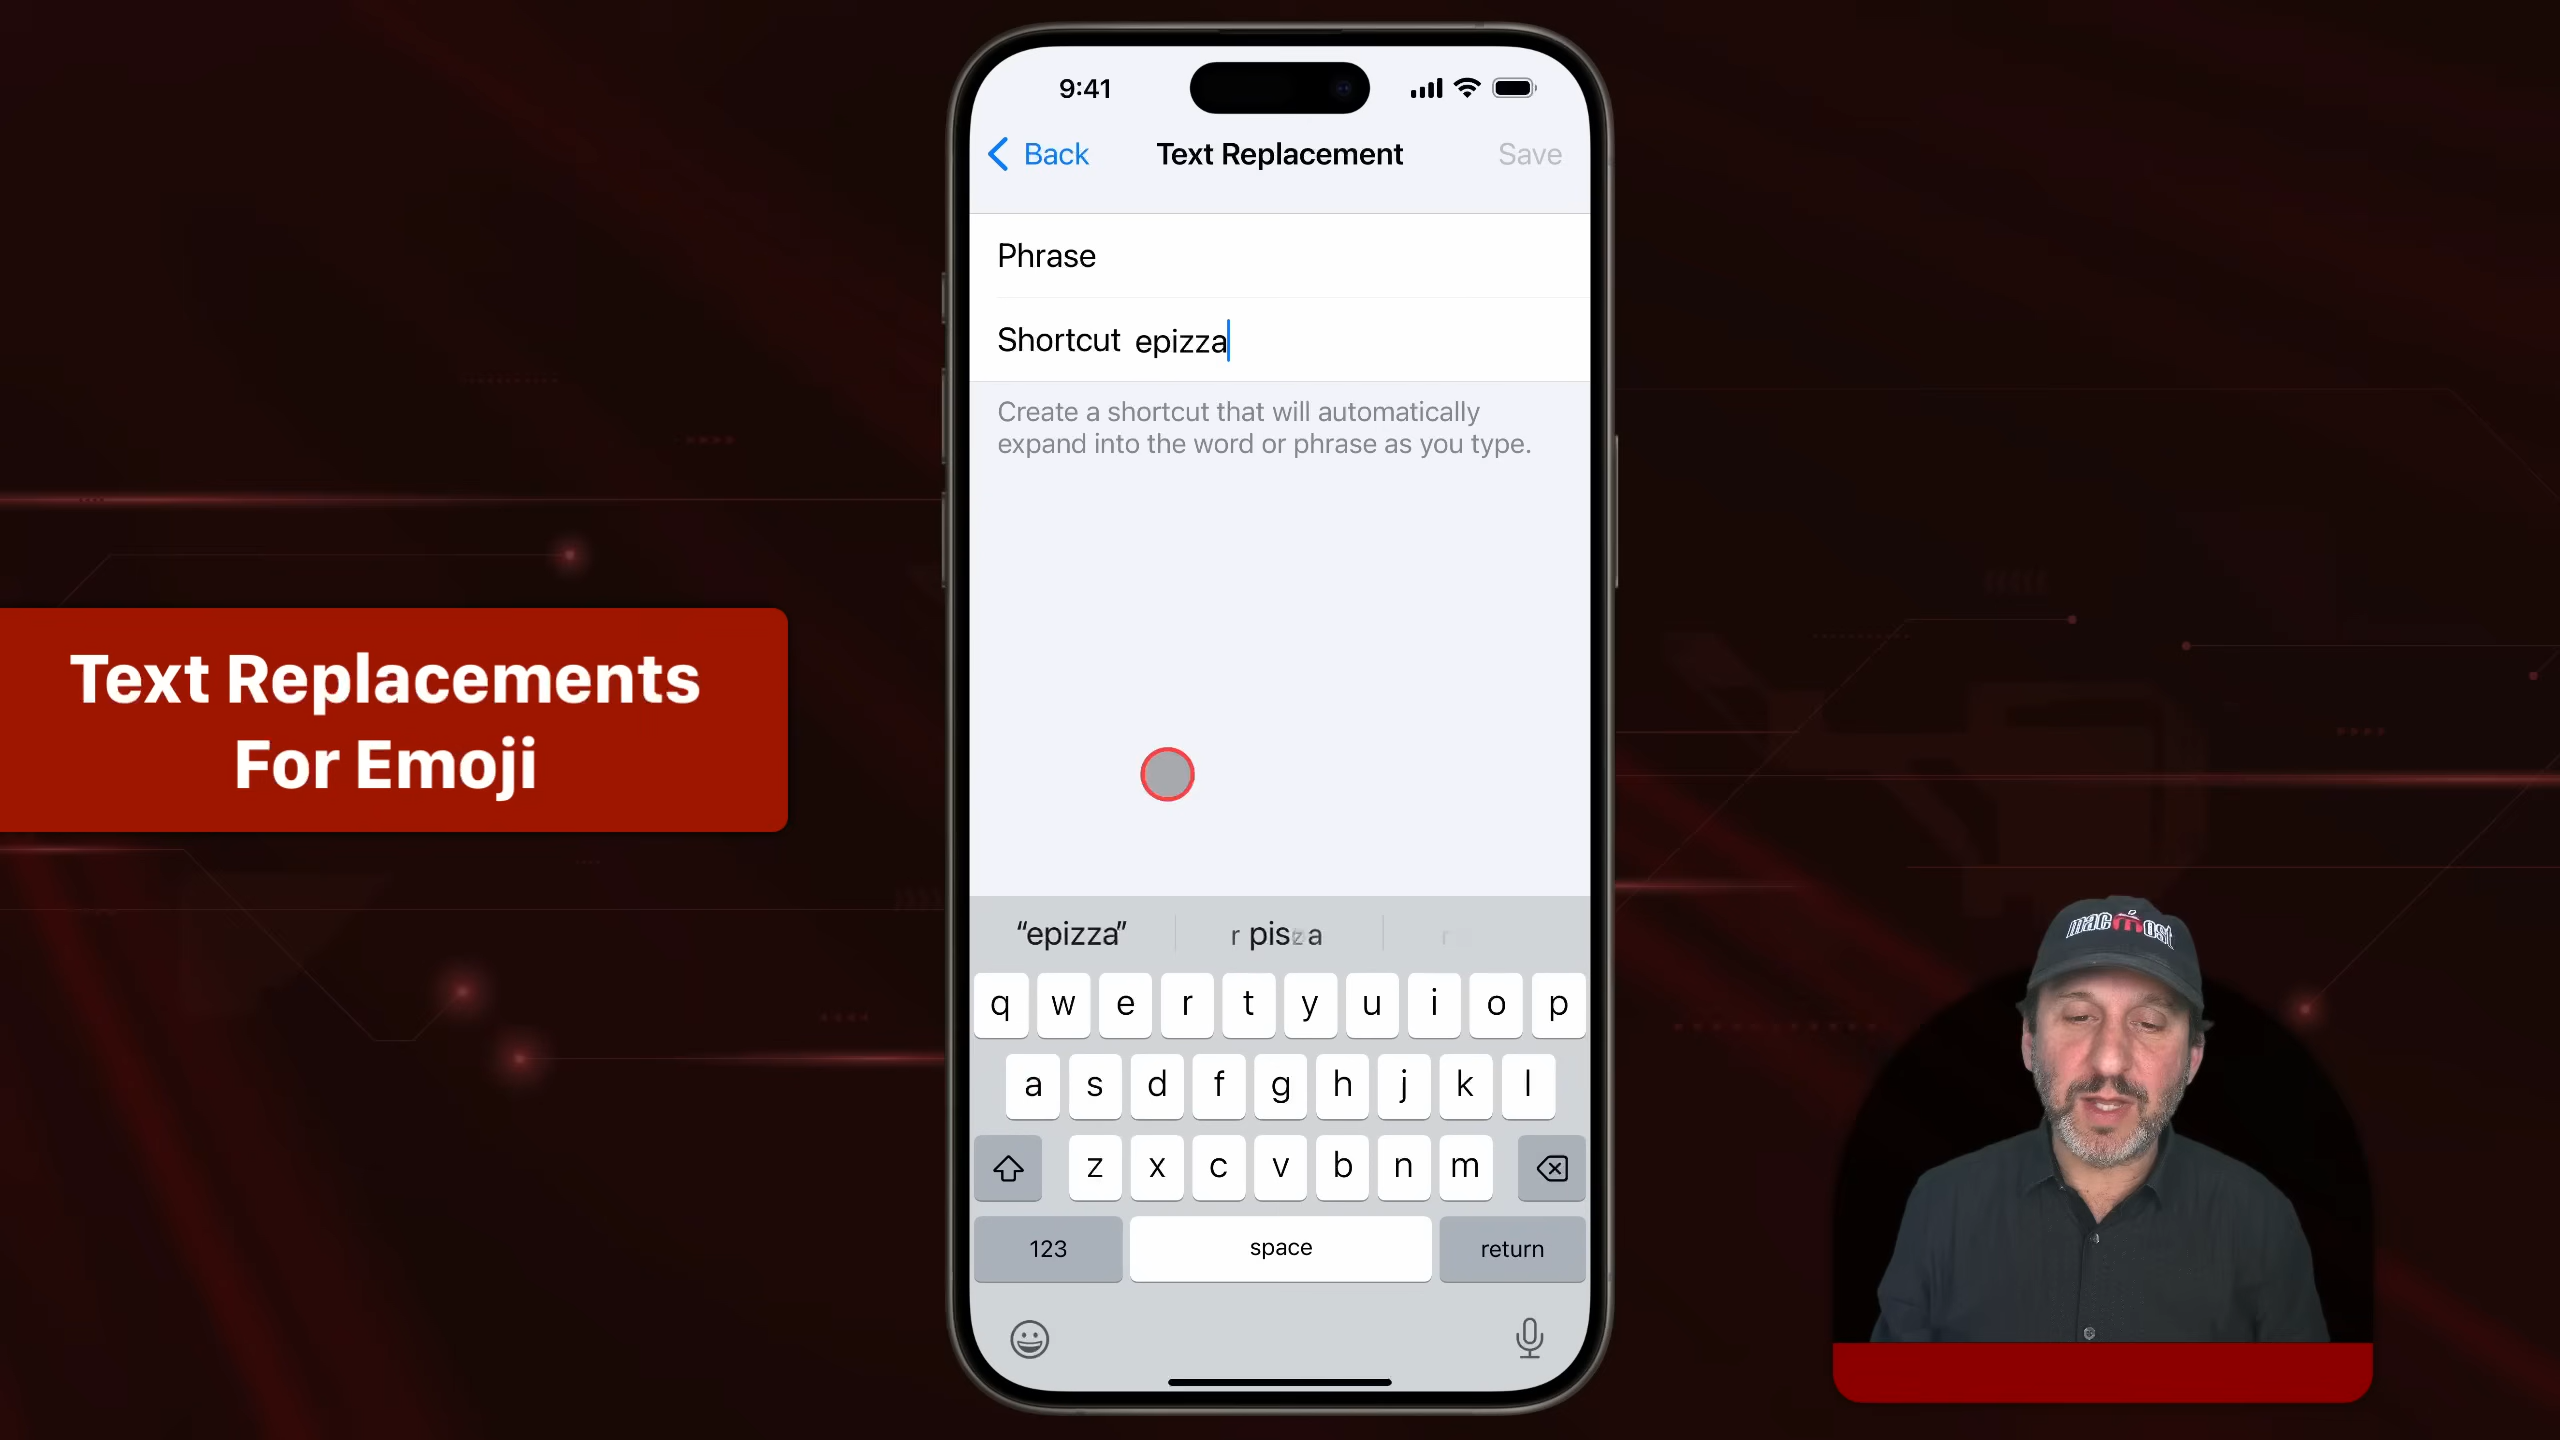 9:41
Back
Text Replacement
Save
Phrase
Shortcut epizza
Create a shortcut that will automatically
expand into the word or phrase as you type.
Text Replacements
For Emoji
“epizza”
q w e r t y u i o p
a s d f g h j k l
z x c v b n m
123
space
return
macmost